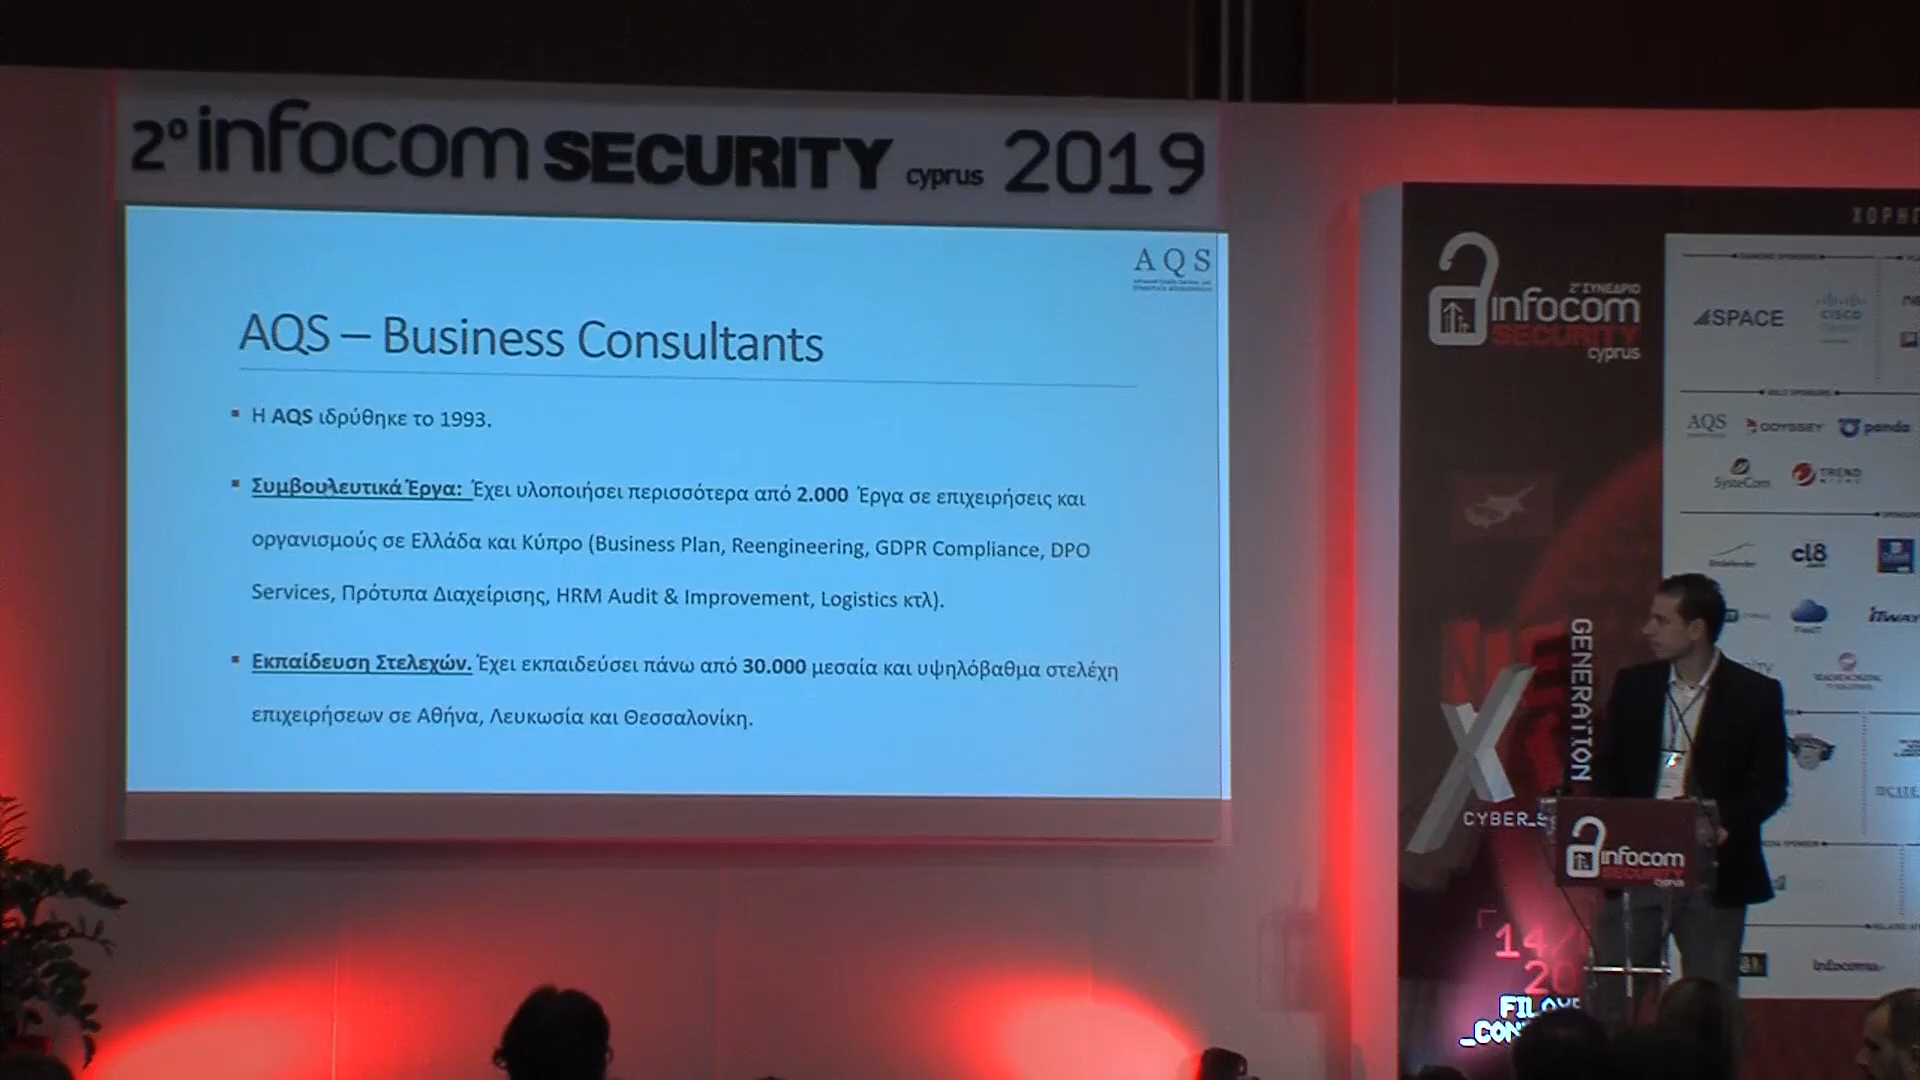 2ο infocom SECURITY cyprus 2019
AQS
AQS – Business Consultants
▪ Η AQS ιδρύθηκε το 1993.
▪ Συμβουλευτικά Έργα: Έχει υλοποιήσει περισσότερα από 2.000 Έργα σε επιχειρήσεις και
οργανισμούς σε Ελλάδα και Κύπρο (Business Plan, Reengineering, GDPR Compliance, DPO
Services, Πρότυπα Διαχείρισης, HRM Audit & Improvement, Logistics κτλ).
▪ Εκπαίδευση Στελεχών. Έχει εκπαιδεύσει πάνω από 30.000 μεσαία και υψηλόβαθμα στελέχη
επιχειρήσεων σε Αθήνα, Λευκωσία και Θεσσαλονίκη.
2ο ΣΥΝΕΔΡΙΟ
infocom
SECURITY
cyprus
SPACE
CISCO
AQS
ODYSSEY
panda
SysteCom
TREND
cl8
GENERATION
X
infocom
SECURITY
cyprus